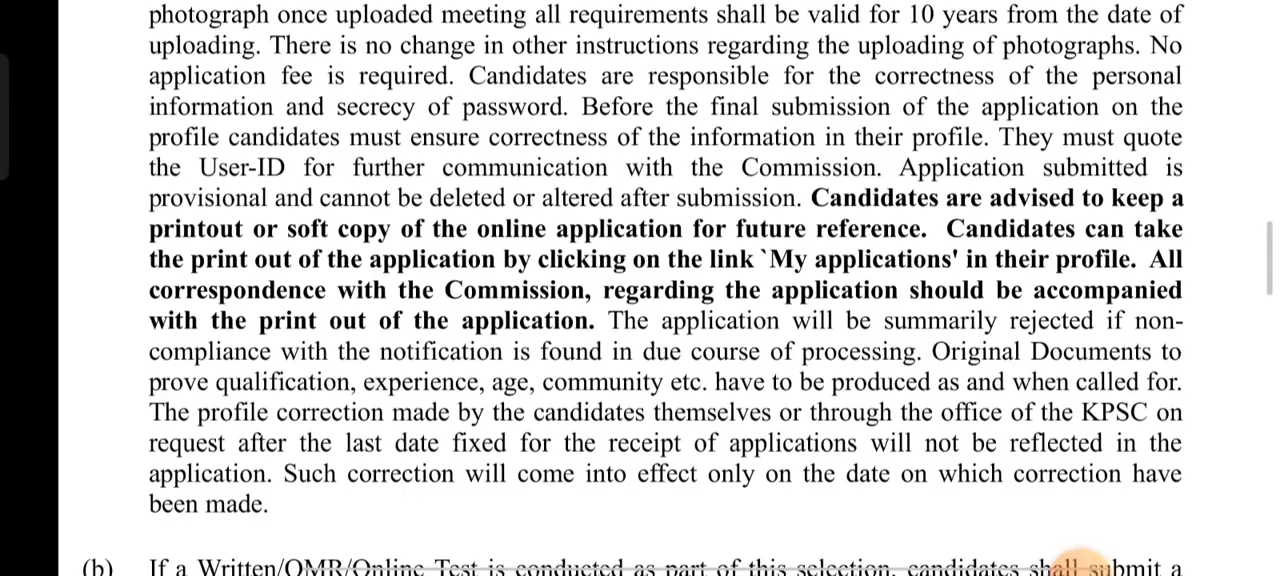 photograph once uploaded meeting all requirements shall be valid for 10 years from the date of
uploading. There is no change in other instructions regarding the uploading of photographs. No
application fee is required. Candidates are responsible for the correctness of the personal
information and secrecy of password. Before the final submission of the application on the
profile candidates must ensure correctness of the information in their profile. They must quote
the User-ID for further communication with the Commission. Application submitted is
provisional and cannot be deleted or altered after submission. Candidates are advised to keep a
printout or soft copy of the online application for future reference. Candidates can take
the print out of the application by clicking on the link `My applications' in their profile. All
correspondence with the Commission, regarding the application should be accompanied
with the print out of the application. The application will be summarily rejected if non-
compliance with the notification is found in due course of processing. Original Documents to
prove qualification, experience, age, community etc. have to be produced as and when called for.
The profile correction made by the candidates themselves or through the office of the KPSC on
request after the last date fixed for the receipt of applications will not be reflected in the
application. Such correction will come into effect only on the date on which correction have
been made.
(b) If a Written/OMR/Online Test is conducted as part of this selection, candidates shall submit a